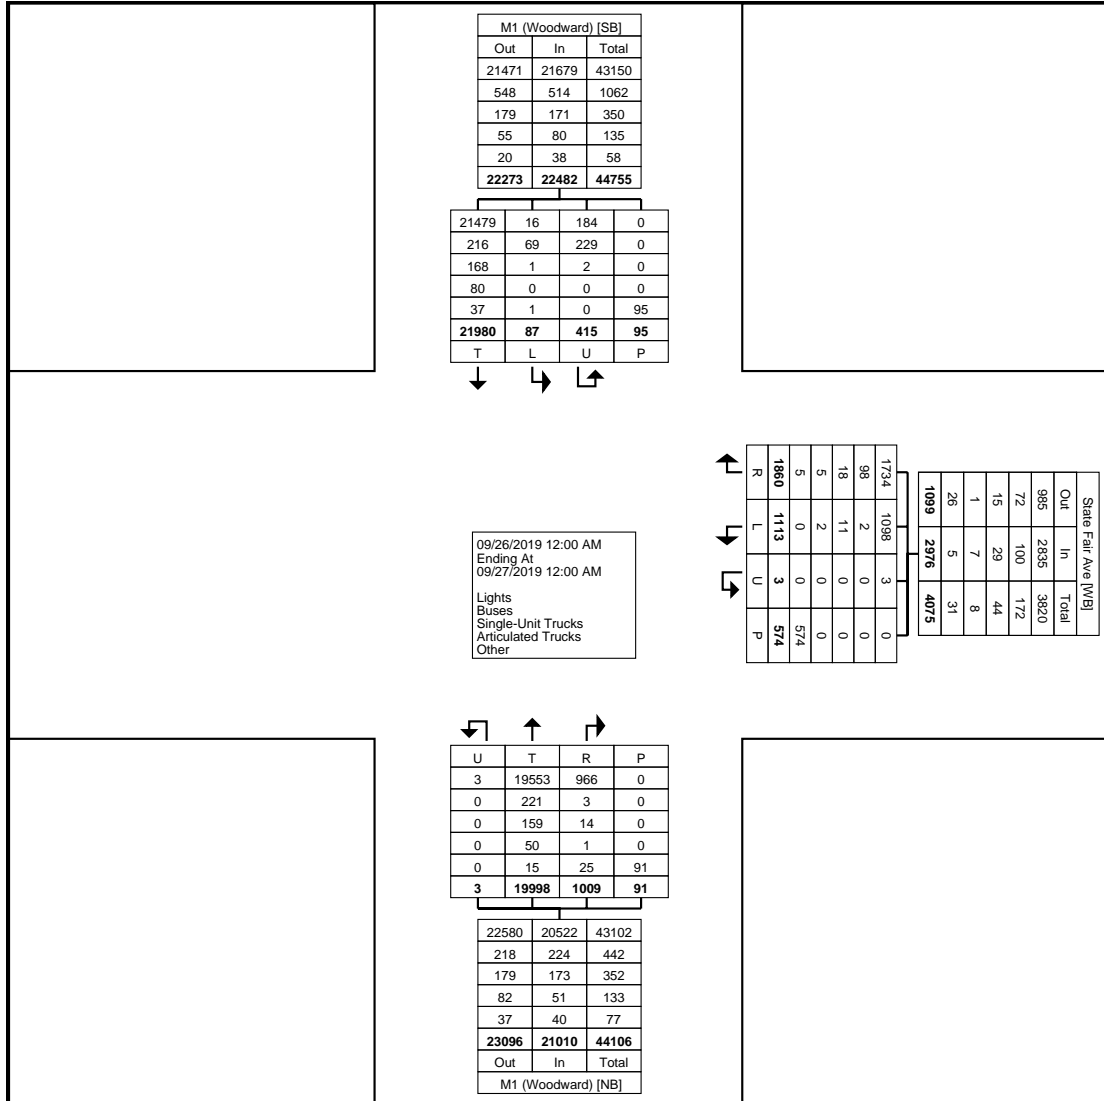 M1 (Woodward) [SB]
Out In Total
21471 21679 43150
548 514 1062
179 171 350
55 80 135
20 38 58
22273 22482 44755
21479 16 184 0
216 69 229 0
168 1 2 0
80 0 0 0
37 1 0 95
21980 87 415 95
T L U P
State Fair Ave [WB]
Out In Total
985 2835 3820
72 100 172
15 29 44
1 7 8
26 5 31
1099 2976 4075
1734 1098 3 0
98 2 0 0
18 11 0 0
5 2 0 0
5 0 0 574
1860 1113 3 574
R L U P
09/26/2019 12:00 AM
Ending At
09/27/2019 12:00 AM
Lights
Buses
Single-Unit Trucks
Articulated Trucks
Other
U T R P
3 19553 966 0
0 221 3 0
0 159 14 0
0 50 1 0
0 15 25 91
3 19998 1009 91
22580 20522 43102
218 224 442
179 173 352
82 51 133
37 40 77
23096 21010 44106
Out In Total
M1 (Woodward) [NB]